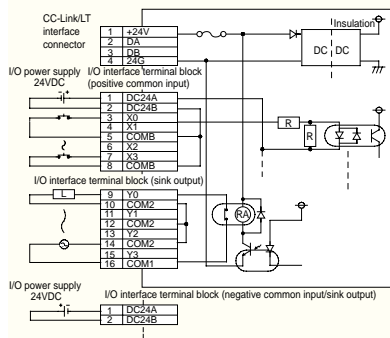 CC-Link/LT
interface
connector
1 +24V
2 DA
3 DB
4 24G
Insulation
DC DC
I/O power supply
24VDC
I/O interface terminal block
(positive common input)
1 DC24A
2 DC24B
3 X0
4 X1
5 COMB
6 X2
7 X3
8 COMB
R
R
I/O interface terminal block (sink output)
L
9 Y0
10 COM2
11 Y1
12 COM2
13 Y2
14 COM2
15 Y3
16 COM1
RA
I/O power supply
24VDC
I/O interface terminal block (negative common input/sink output)
1 DC24A
2 DC24B